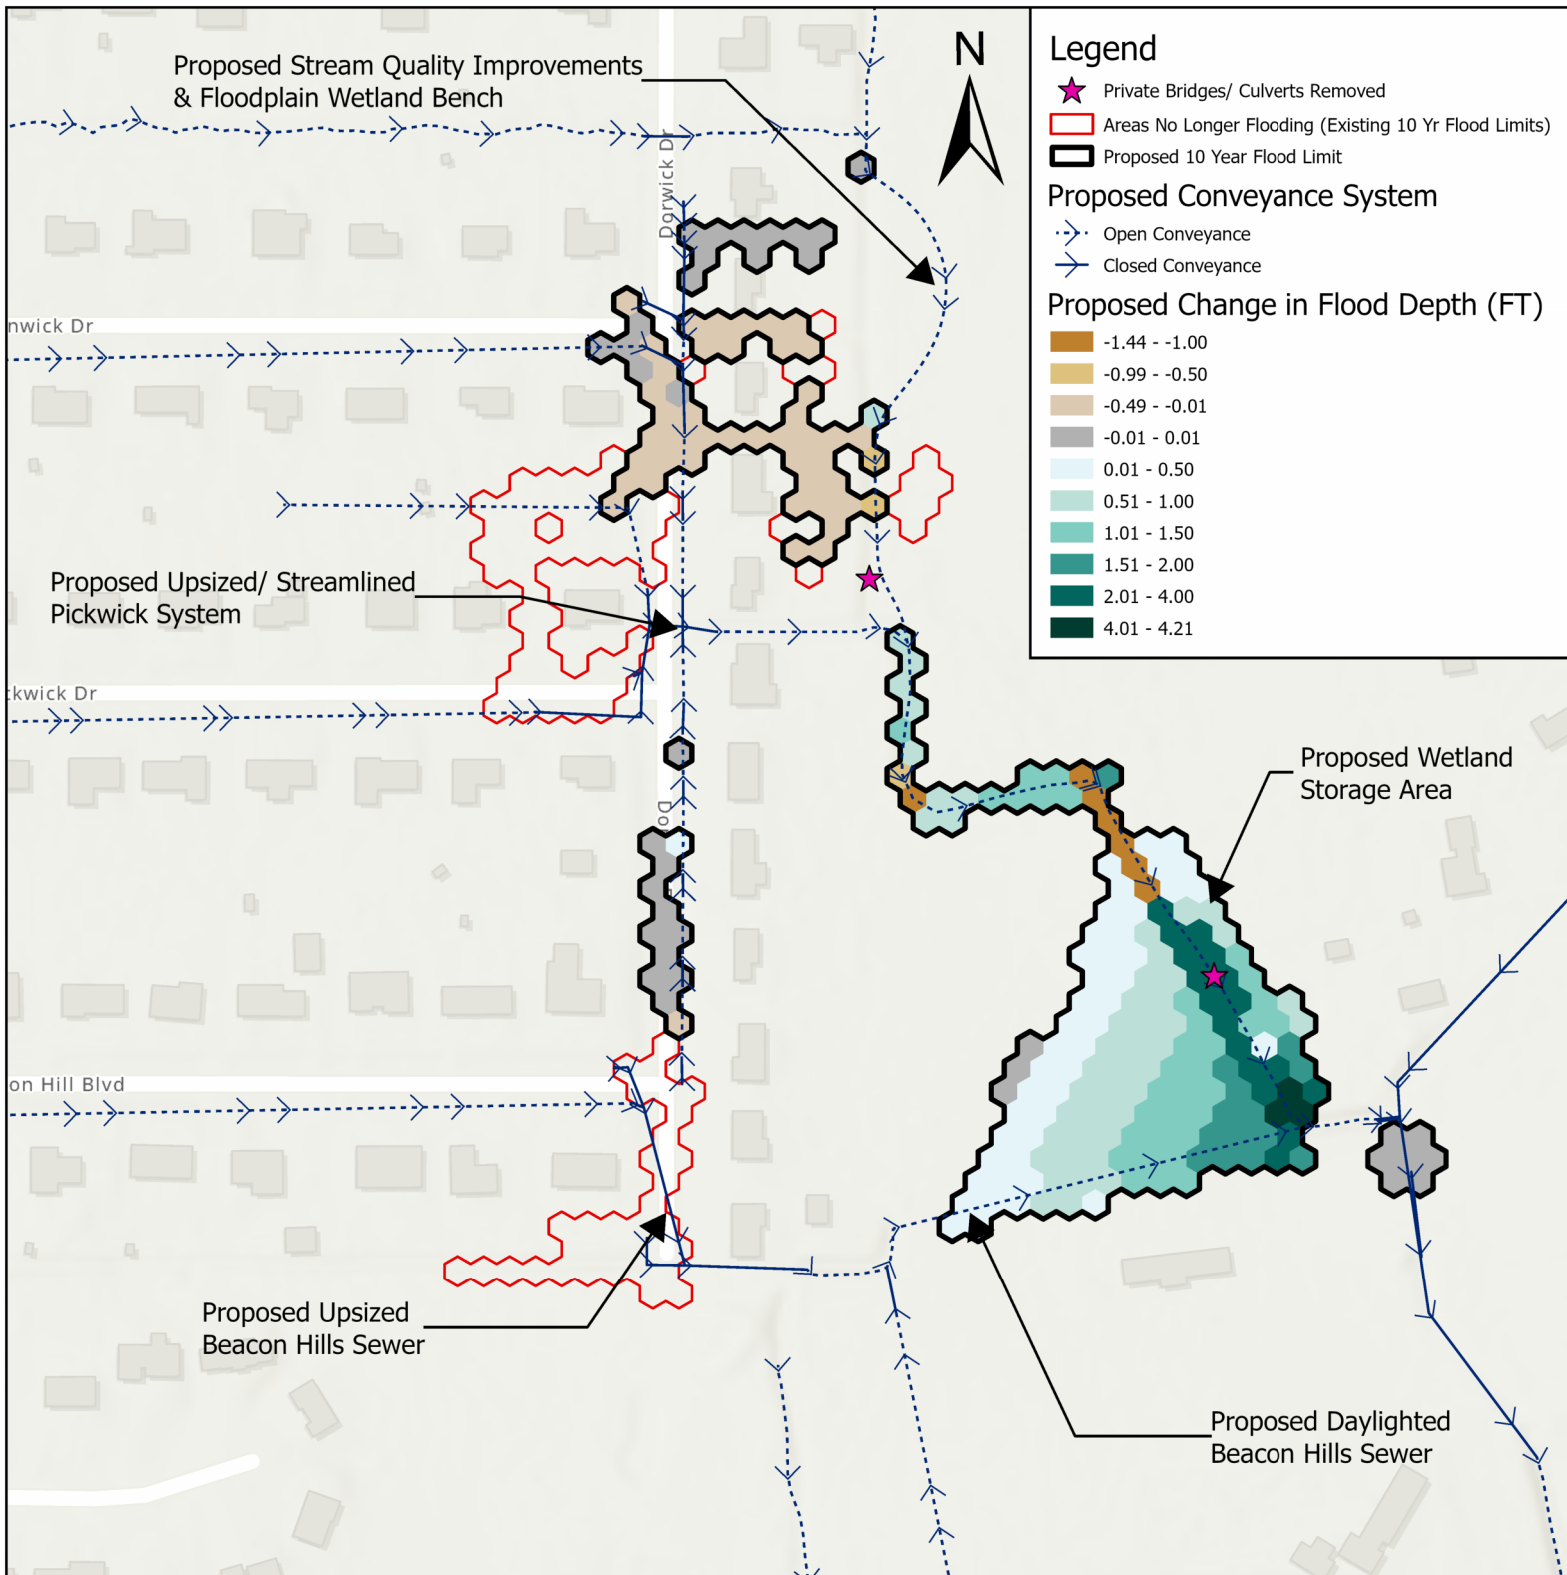 Proposed Stream Quality Improvements
& Floodplain Wetland Bench
N
Legend
Private Bridges/ Culverts Removed
Areas No Longer Flooding (Existing 10 Yr Flood Limits)
Proposed 10 Year Flood Limit
Proposed Conveyance System
Open Conveyance
Closed Conveyance
Proposed Change in Flood Depth (FT)
-1.44 - -1.00
-0.99 - -0.50
-0.49 - -0.01
-0.01 - 0.01
0.01 - 0.50
0.51 - 1.00
1.01 - 1.50
1.51 - 2.00
2.01 - 4.00
4.01 - 4.21
Dorwick Dr
nwick Dr
Proposed Upsized/ Streamlined
Pickwick System
ckwick Dr
Proposed Wetland
Storage Area
on Hill Blvd
Proposed Upsized
Beacon Hills Sewer
Proposed Daylighted
Beacon Hills Sewer